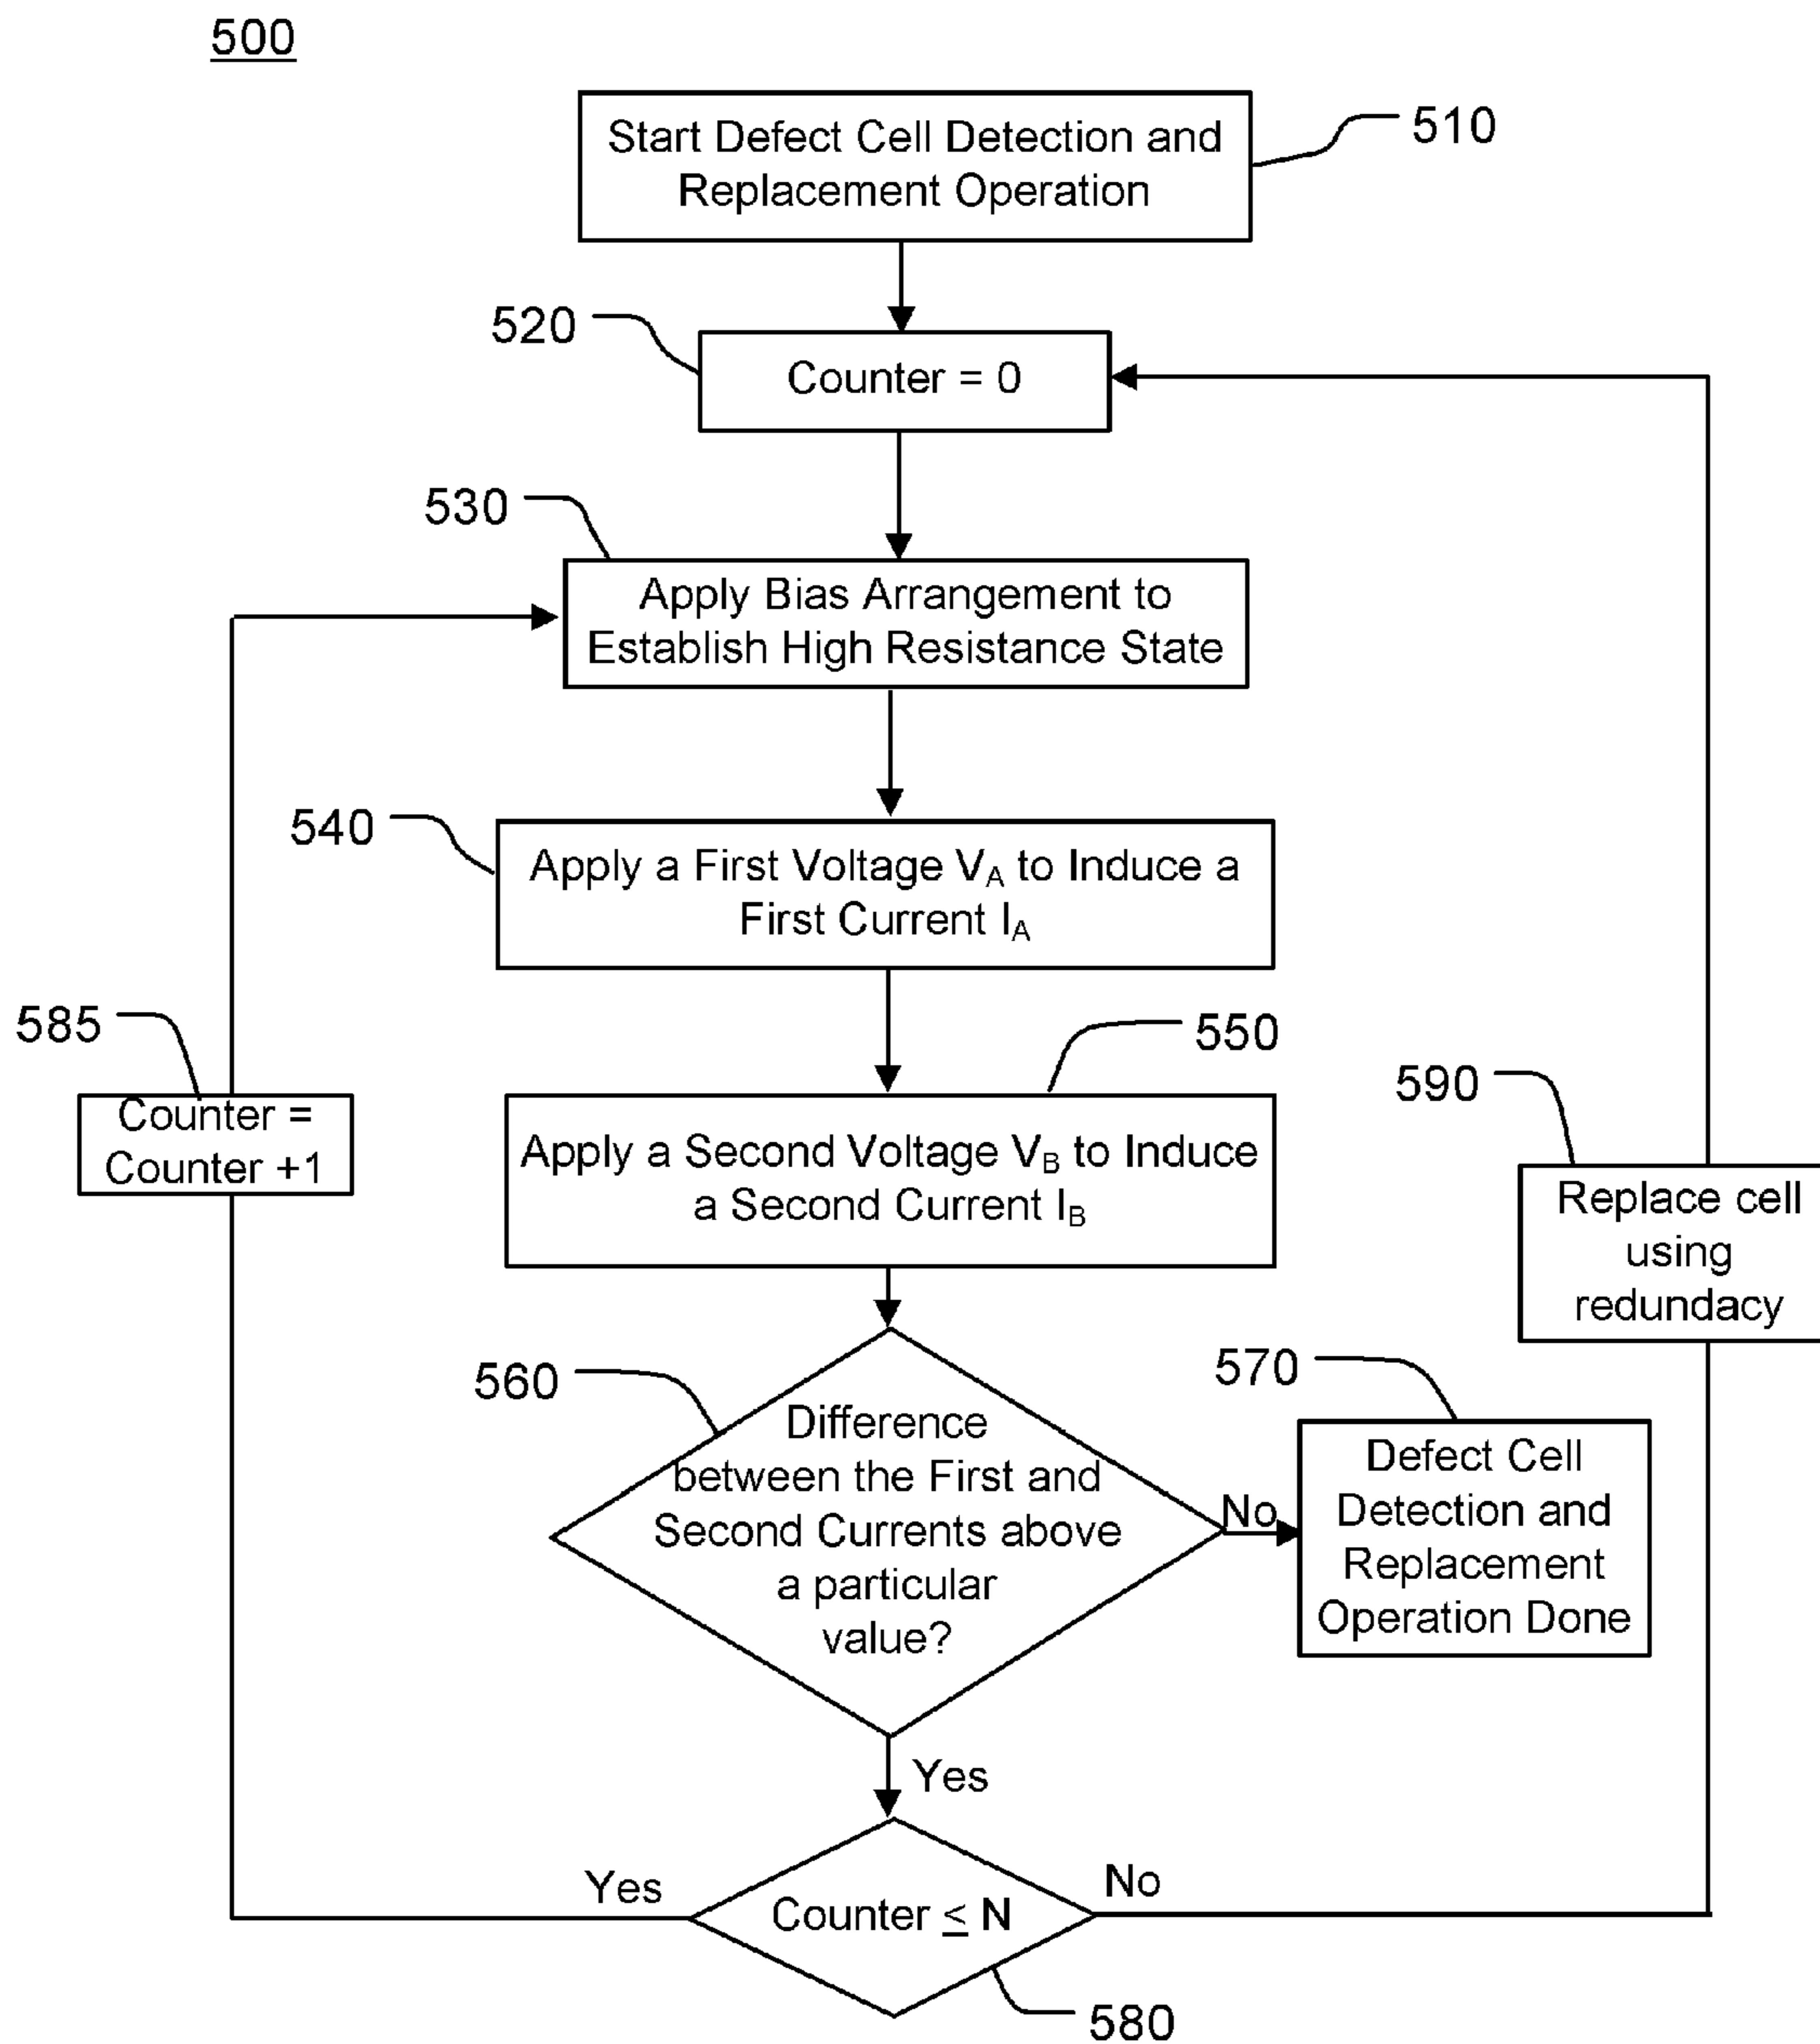 500
Start Defect Cell Detection and
Replacement Operation
510
520
Counter = 0
530
Apply Bias Arrangement to
Establish High Resistance State
540
Apply a First Voltage VA to Induce a
First Current IA
585
Counter =
Counter +1
550
Apply a Second Voltage VB to Induce
a Second Current IB
590
Replace cell
using
redundacy
560
Difference
between the First and
Second Currents above
a particular
value?
No
570
Defect Cell
Detection and
Replacement
Operation Done
Yes
Yes
Counter ≤ N
No
580